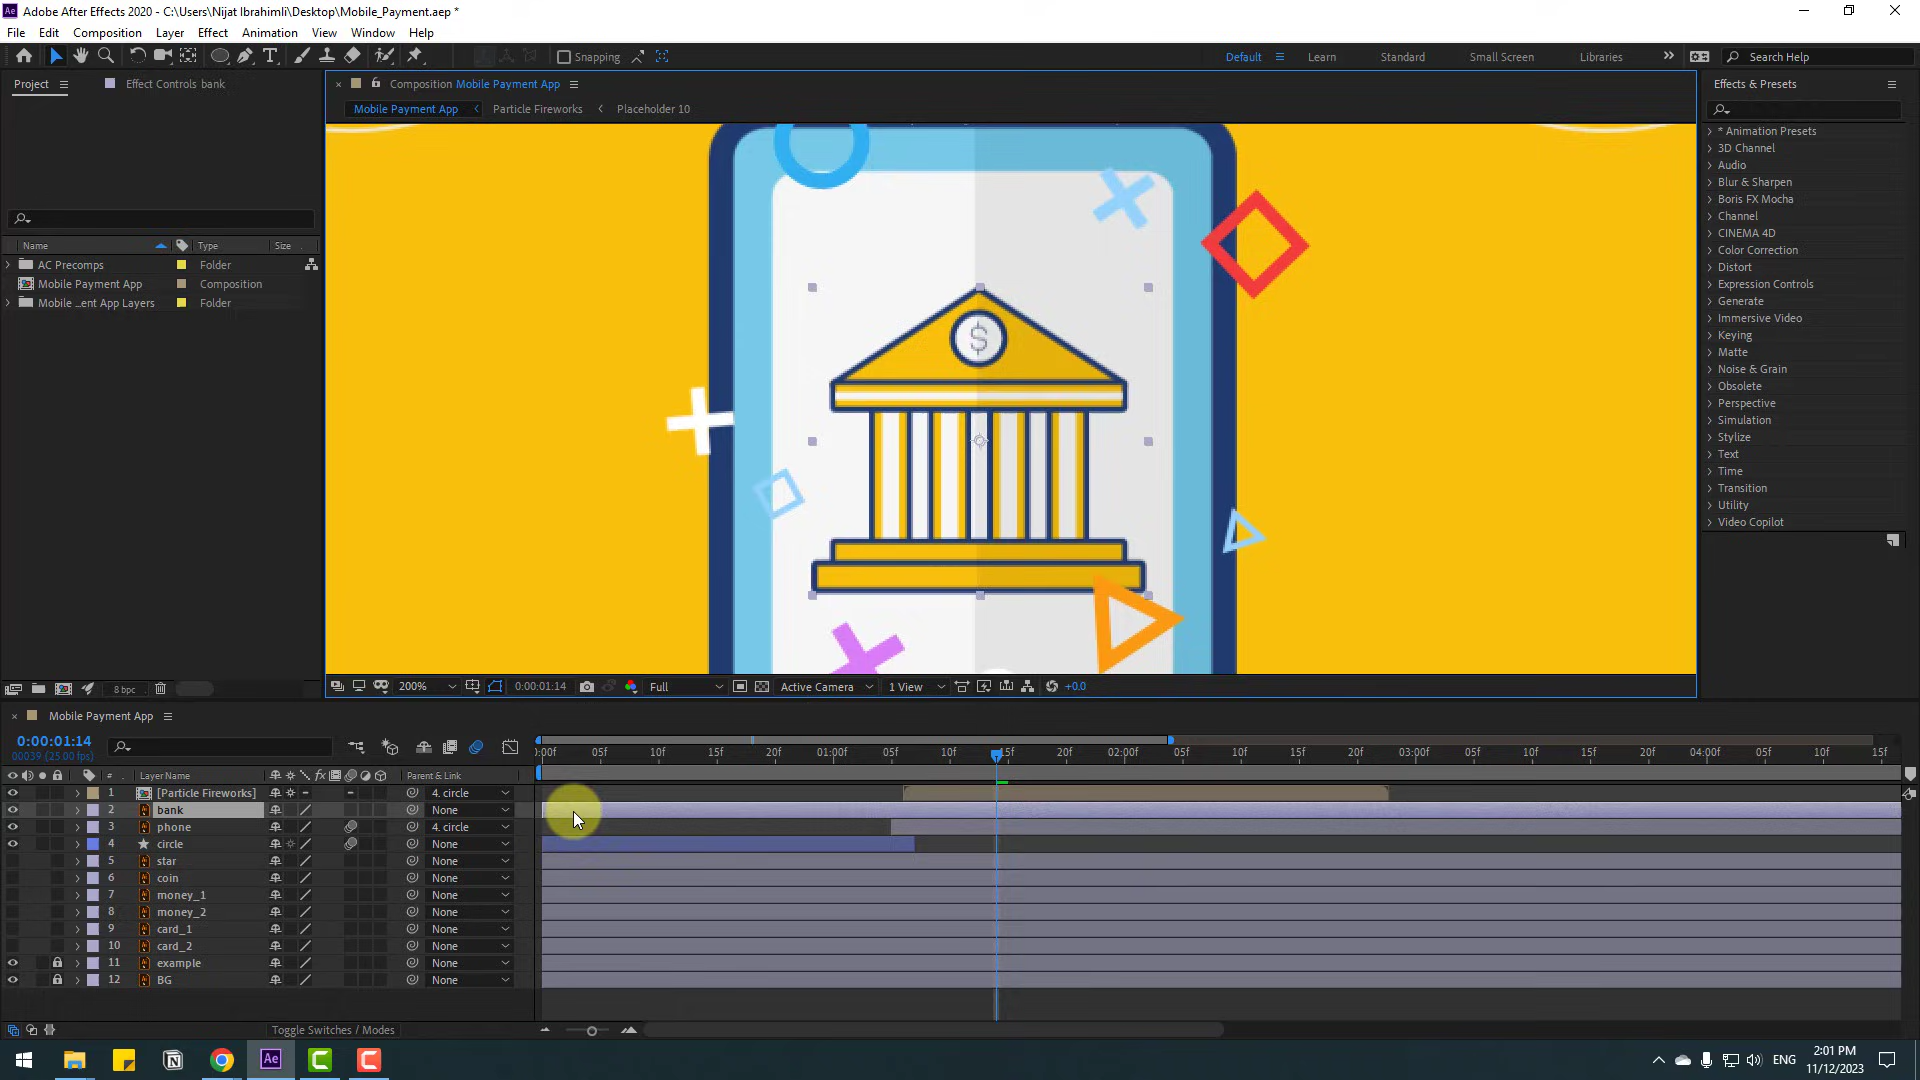 Adobe After Effects 2020 - C:\Users\Nijat Ibrahimli\Desktop\Mobile_Payment.aep *
File Edit Composition Layer Effect Animation View Window Help
Snapping Default Learn Standard Small Screen Libraries Search Help
Project Effect Controls bank Composition Mobile Payment App Effects & Presets
Mobile Payment App Particle Fireworks Placeholder 10
* Animation Presets
3D Channel
Audio
Blur & Sharpen
Boris FX Mocha
Channel
CINEMA 4D
Color Correction
Distort
Expression Controls
Generate
Immersive Video
Keying
Matte
Noise & Grain
Obsolete
Perspective
Simulation
Stylize
Text
Time
Transition
Utility
Video Copilot
Name Type Size
AC Precomps Folder
Mobile Payment App Composition
Mobile ...ent App Layers Folder
$
8 bpc 200% 0:00:01:14 Full Active Camera 1 View +0.0
Mobile Payment App
0:00:01:14
00039 (25.00 fps)
:00f 05f 10f 15f 20f 01:00f 05f 10f 15f 20f 02:00f 05f 10f 15f 20f 03:00f 05f 10f 15f 20f 04:00f 05f 10f 15f
# Layer Name Parent & Link
1 [Particle Fireworks] 4. circle
2 bank None
3 phone 4. circle
4 circle None
5 star None
6 coin None
7 money_1 None
8 money_2 None
9 card_1 None
10 card_2 None
11 example None
12 BG None
Toggle Switches / Modes
ENG 2:01 PM
11/12/2023